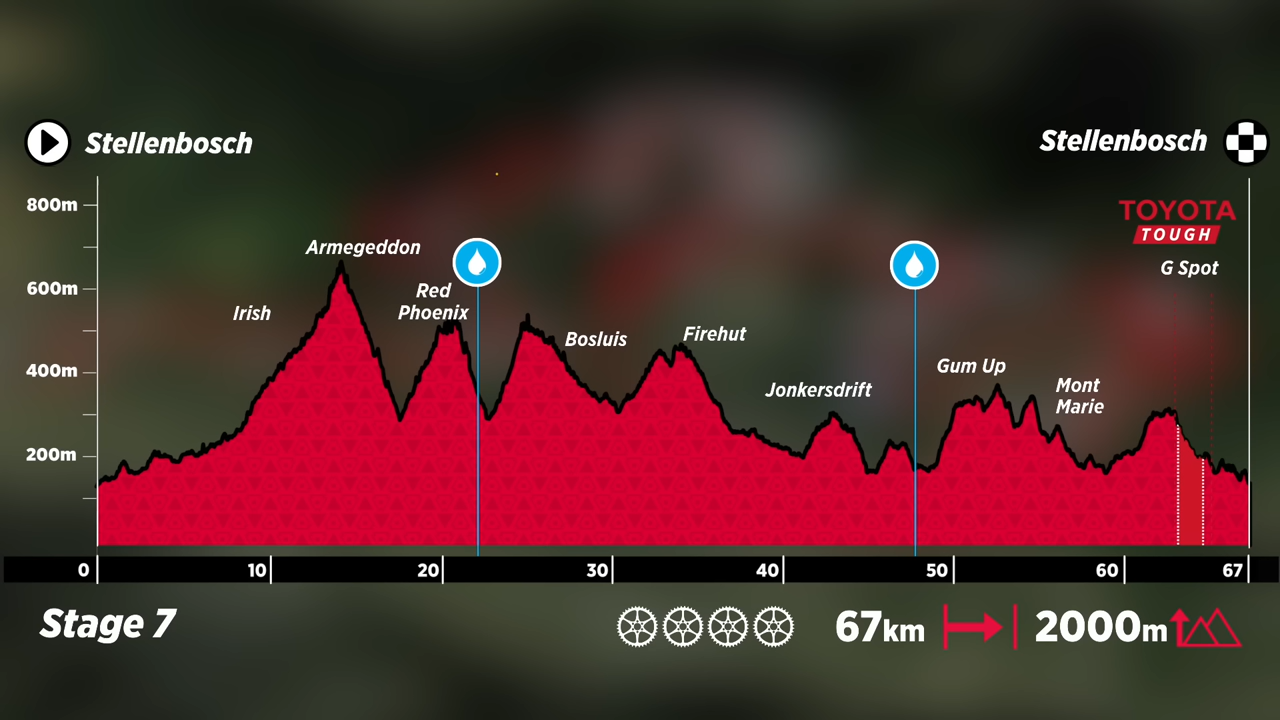 Stellenbosch
Stellenbosch
800m
TOYOTA
TOUGH
Armegeddon
G Spot
600m
Red
Phoenix
Irish
Bosluis
Firehut
400m
Gum Up
Jonkersdrift
Mont
Marie
200m
0 10 20 30 40 50 60 67
Stage 7 67km 2000m